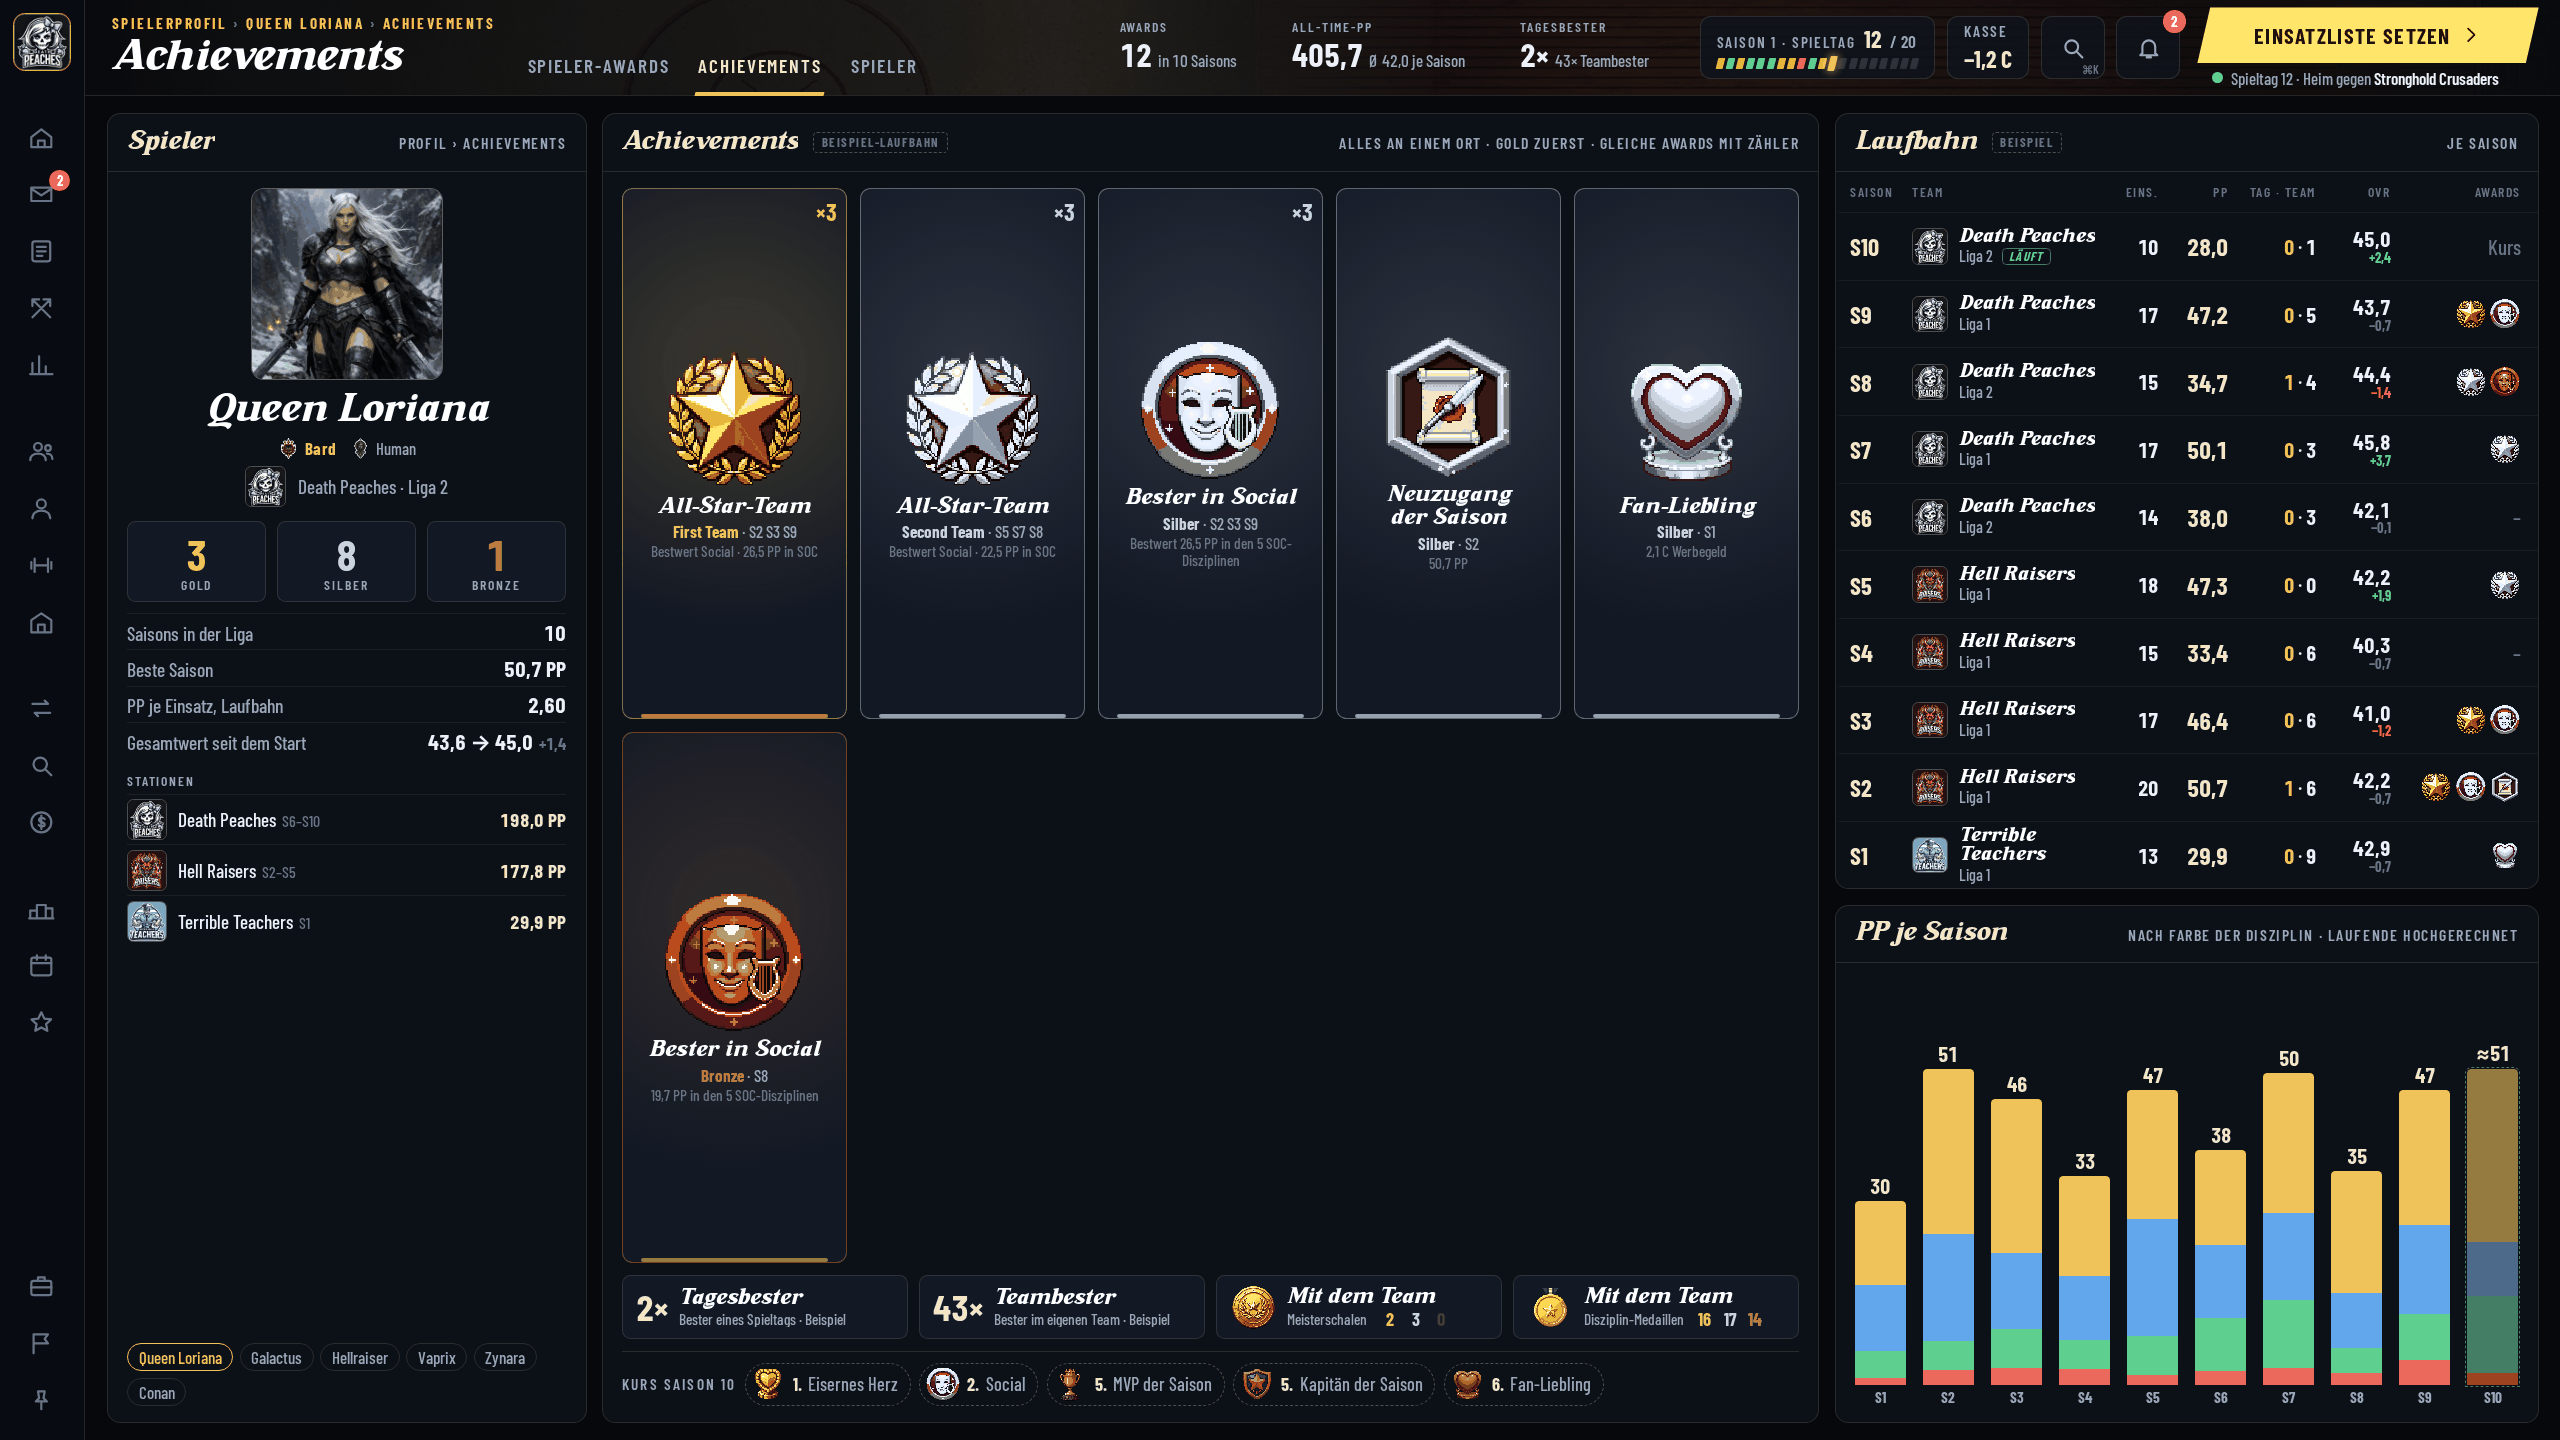 SPIELERPROFIL › QUEEN LORIANA › ACHIEVEMENTS
Achievements
SPIELER-AWARDS
ACHIEVEMENTS
SPIELER
AWARDS
12 in 10 Saisons
ALL-TIME-PP
405,7 Ø 42,0 je Saison
TAGESBESTER
2× 43× Teambester
SAISON 1 · SPIELTAG 12 / 20
KASSE
−1,2 C
⌘K
2
EINSATZLISTE SETZEN
Spieltag 12 · Heim gegen Stronghold Crusaders
2
Spieler
PROFIL › ACHIEVEMENTS
Queen Loriana
Bard
Human
Death Peaches · Liga 2
3
GOLD
8
SILBER
1
BRONZE
Saisons in der Liga 10
Beste Saison 50,7 PP
PP je Einsatz, Laufbahn 2,60
Gesamtwert seit dem Start 43,6 → 45,0 +1,4
STATIONEN
Death Peaches S6–S10 198,0 PP
Hell Raisers S2–S5 177,8 PP
Terrible Teachers S1 29,9 PP
Queen Loriana
Galactus
Hellraiser
Vaprix
Zynara
Conan
Achievements
BEISPIEL-LAUFBAHN
ALLES AN EINEM ORT · GOLD ZUERST · GLEICHE AWARDS MIT ZÄHLER
×3
All-Star-Team
First Team · S2 S3 S9
Bestwert Social · 26,5 PP in SOC
×3
All-Star-Team
Second Team · S5 S7 S8
Bestwert Social · 22,5 PP in SOC
×3
Bester in Social
Silber · S2 S3 S9
Bestwert 26,5 PP in den 5 SOC-
Disziplinen
Neuzugang
der Saison
Silber · S2
50,7 PP
Fan-Liebling
Silber · S1
2,1 C Werbegeld
Bester in Social
Bronze · S8
19,7 PP in den 5 SOC-Disziplinen
2× Tagesbester
Bester eines Spieltags · Beispiel
43× Teambester
Bester im eigenen Team · Beispiel
Mit dem Team
Meisterschalen 2 3 0
Mit dem Team
Disziplin-Medaillen 16 17 14
KURS SAISON 10
1. Eisernes Herz
2. Social
5. MVP der Saison
5. Kapitän der Saison
6. Fan-Liebling
Laufbahn
BEISPIEL
JE SAISON
SAISON TEAM EINS. PP TAG · TEAM OVR AWARDS
S10 Death Peaches 10 28,0 0 · 1 45,0 Kurs
Liga 2 LÄUFT +2,4
S9 Death Peaches 17 47,2 0 · 5 43,7
Liga 1 −0,7
S8 Death Peaches 15 34,7 1 · 4 44,4
Liga 2 −1,4
S7 Death Peaches 17 50,1 0 · 3 45,8
Liga 1 +3,7
S6 Death Peaches 14 38,0 0 · 3 42,1 –
Liga 2 −0,1
S5 Hell Raisers 18 47,3 0 · 0 42,2
Liga 1 +1,9
S4 Hell Raisers 15 33,4 0 · 6 40,3 –
Liga 1 −0,7
S3 Hell Raisers 17 46,4 0 · 6 41,0
Liga 1 −1,2
S2 Hell Raisers 20 50,7 1 · 6 42,2
Liga 1 −0,7
S1 Terrible Teachers 13 29,9 0 · 9 42,9
Liga 1 −0,7
PP je Saison
NACH FARBE DER DISZIPLIN · LAUFENDE HOCHGERECHNET
30 51 46 33 47 38 50 35 47 ≈51
S1 S2 S3 S4 S5 S6 S7 S8 S9 S10